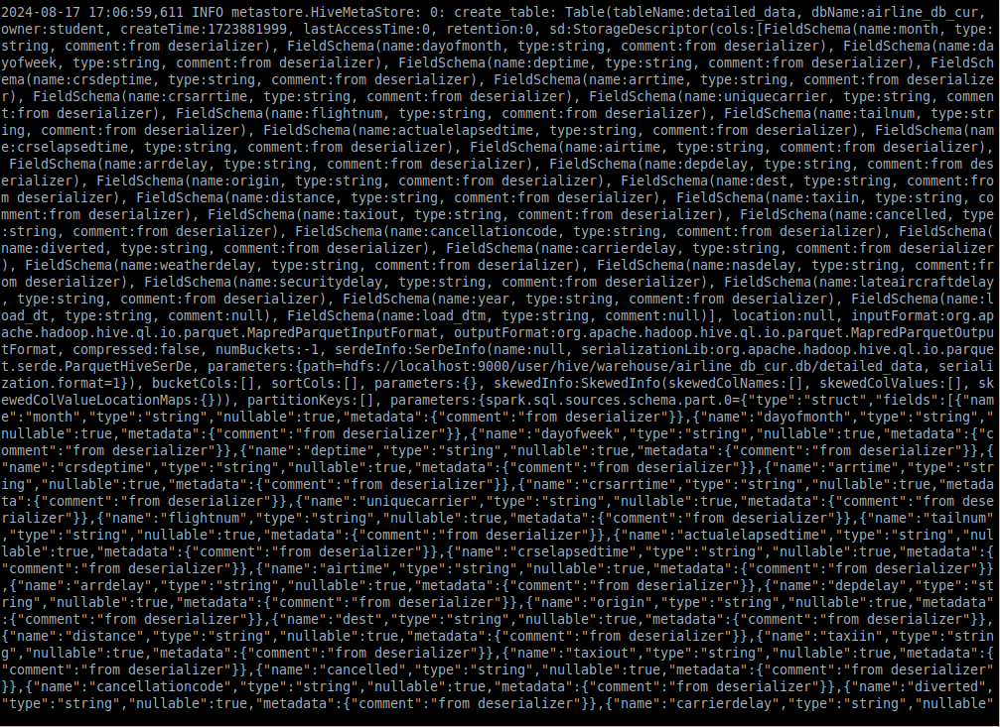 2024-08-17 17:06:59,611 INFO metastore.HiveMetaStore: 0: create_table: Table(tableName:detailed_data, dbName:airline_db_cur,
owner:student, createTime:1723881999, lastAccessTime:0, retention:0, sd:StorageDescriptor(cols:[FieldSchema(name:month, type:
string, comment:from deserializer), FieldSchema(name:dayofmonth, type:string, comment:from deserializer), FieldSchema(name:da
yofweek, type:string, comment:from deserializer), FieldSchema(name:deptime, type:string, comment:from deserializer), FieldSch
ema(name:crsdeptime, type:string, comment:from deserializer), FieldSchema(name:arrtime, type:string, comment:from deserialize
r), FieldSchema(name:crsarrtime, type:string, comment:from deserializer), FieldSchema(name:uniquecarrier, type:string, commen
t:from deserializer), FieldSchema(name:flightnum, type:string, comment:from deserializer), FieldSchema(name:tailnum, type:str
ing, comment:from deserializer), FieldSchema(name:actualelapsedtime, type:string, comment:from deserializer), FieldSchema(nam
e:crselapsedtime, type:string, comment:from deserializer), FieldSchema(name:airtime, type:string, comment:from deserializer),
 FieldSchema(name:arrdelay, type:string, comment:from deserializer), FieldSchema(name:depdelay, type:string, comment:from des
erializer), FieldSchema(name:origin, type:string, comment:from deserializer), FieldSchema(name:dest, type:string, comment:fro
m deserializer), FieldSchema(name:distance, type:string, comment:from deserializer), FieldSchema(name:taxiin, type:string, co
mment:from deserializer), FieldSchema(name:taxiout, type:string, comment:from deserializer), FieldSchema(name:cancelled, type
:string, comment:from deserializer), FieldSchema(name:cancellationcode, type:string, comment:from deserializer), FieldSchema(
name:diverted, type:string, comment:from deserializer), FieldSchema(name:carrierdelay, type:string, comment:from deserializer
), FieldSchema(name:weatherdelay, type:string, comment:from deserializer), FieldSchema(name:nasdelay, type:string, comment:fr
om deserializer), FieldSchema(name:securitydelay, type:string, comment:from deserializer), FieldSchema(name:lateaircraftdelay
, type:string, comment:from deserializer), FieldSchema(name:year, type:string, comment:from deserializer), FieldSchema(name:l
oad_dt, type:string, comment:null), FieldSchema(name:load_dtm, type:string, comment:null)], location:null, inputFormat:org.ap
ache.hadoop.hive.ql.io.parquet.MapredParquetInputFormat, outputFormat:org.apache.hadoop.hive.ql.io.parquet.MapredParquetOutpu
tFormat, compressed:false, numBuckets:-1, serdeInfo:SerDeInfo(name:null, serializationLib:org.apache.hadoop.hive.ql.io.parque
t.serde.ParquetHiveSerDe, parameters:{path=hdfs://localhost:9000/user/hive/warehouse/airline_db_cur.db/detailed_data, seriali
zation.format=1}), bucketCols:[], sortCols:[], parameters:{}, skewedInfo:SkewedInfo(skewedColNames:[], skewedColValues:[], sk
ewedColValueLocationMaps:{})), partitionKeys:[], parameters:{spark.sql.sources.schema.part.0={"type":"struct","fields":[{"nam
e":"month","type":"string","nullable":true,"metadata":{"comment":"from deserializer"}},{"name":"dayofmonth","type":"string","
nullable":true,"metadata":{"comment":"from deserializer"}},{"name":"dayofweek","type":"string","nullable":true,"metadata":{"c
omment":"from deserializer"}},{"name":"deptime","type":"string","nullable":true,"metadata":{"comment":"from deserializer"}},{
"name":"crsdeptime","type":"string","nullable":true,"metadata":{"comment":"from deserializer"}},{"name":"arrtime","type":"str
ing","nullable":true,"metadata":{"comment":"from deserializer"}},{"name":"crsarrtime","type":"string","nullable":true,"metada
ta":{"comment":"from deserializer"}},{"name":"uniquecarrier","type":"string","nullable":true,"metadata":{"comment":"from dese
rializer"}},{"name":"flightnum","type":"string","nullable":true,"metadata":{"comment":"from deserializer"}},{"name":"tailnum"
,"type":"string","nullable":true,"metadata":{"comment":"from deserializer"}},{"name":"actualelapsedtime","type":"string","nul
lable":true,"metadata":{"comment":"from deserializer"}},{"name":"crselapsedtime","type":"string","nullable":true,"metadata":{
"comment":"from deserializer"}},{"name":"airtime","type":"string","nullable":true,"metadata":{"comment":"from deserializer"}}
,{"name":"arrdelay","type":"string","nullable":true,"metadata":{"comment":"from deserializer"}},{"name":"depdelay","type":"st
ring","nullable":true,"metadata":{"comment":"from deserializer"}},{"name":"origin","type":"string","nullable":true,"metadata"
:{"comment":"from deserializer"}},{"name":"dest","type":"string","nullable":true,"metadata":{"comment":"from deserializer"}},
{"name":"distance","type":"string","nullable":true,"metadata":{"comment":"from deserializer"}},{"name":"taxiin","type":"strin
g","nullable":true,"metadata":{"comment":"from deserializer"}},{"name":"taxiout","type":"string","nullable":true,"metadata":{
"comment":"from deserializer"}},{"name":"cancelled","type":"string","nullable":true,"metadata":{"comment":"from deserializer"
}},{"name":"cancellationcode","type":"string","nullable":true,"metadata":{"comment":"from deserializer"}},{"name":"diverted",
"type":"string","nullable":true,"metadata":{"comment":"from deserializer"}},{"name":"carrierdelay","type":"string","nullable"